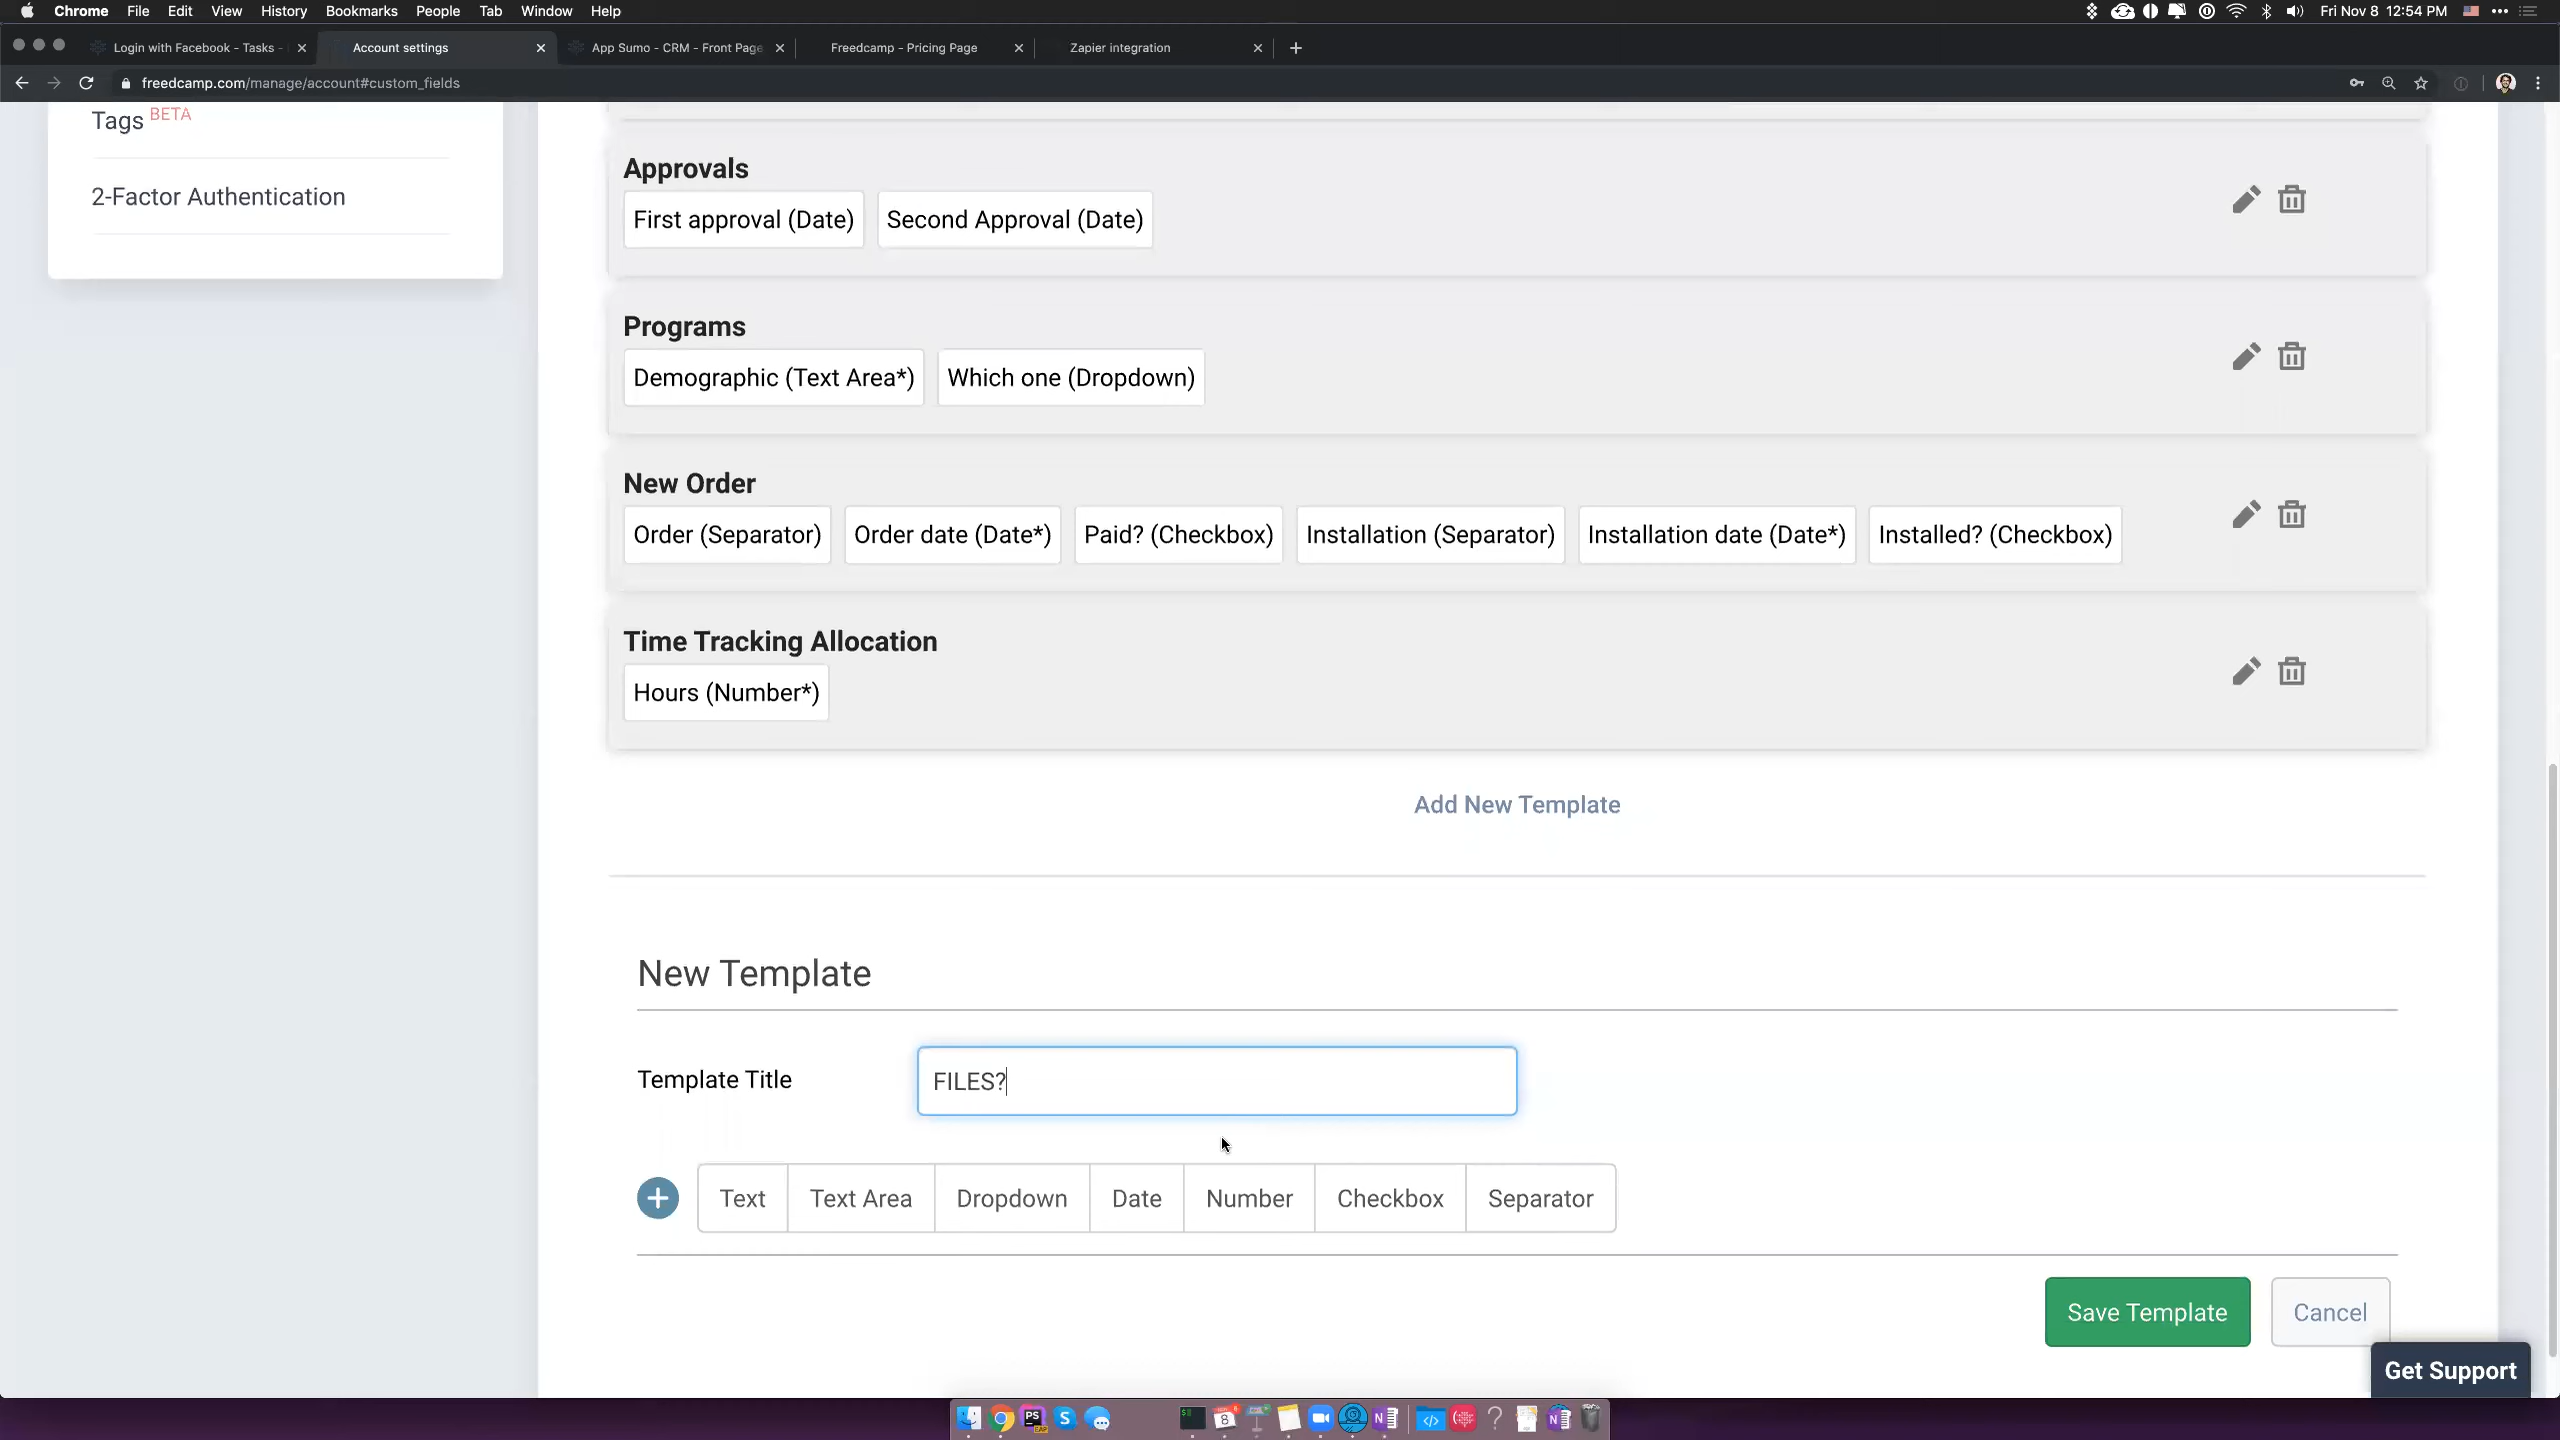 Chrome File Edit View History Bookmarks People Tab Window Help Fri Nov 8 12:54 PM
Login with Facebook - Tasks - Account settings App Sumo - CRM - Front Page Freedcamp - Pricing Page Zapier integration
freedcamp.com/manage/account#custom_fields
Tags BETA
2-Factor Authentication
Approvals
First approval (Date) Second Approval (Date)
Programs
Demographic (Text Area*) Which one (Dropdown)
New Order
Order (Separator) Order date (Date*) Paid? (Checkbox) Installation (Separator) Installation date (Date*) Installed? (Checkbox)
Time Tracking Allocation
Hours (Number*)
Add New Template
New Template
Template Title FILES?
Text Text Area Dropdown Date Number Checkbox Separator
Save Template Cancel
Get Support